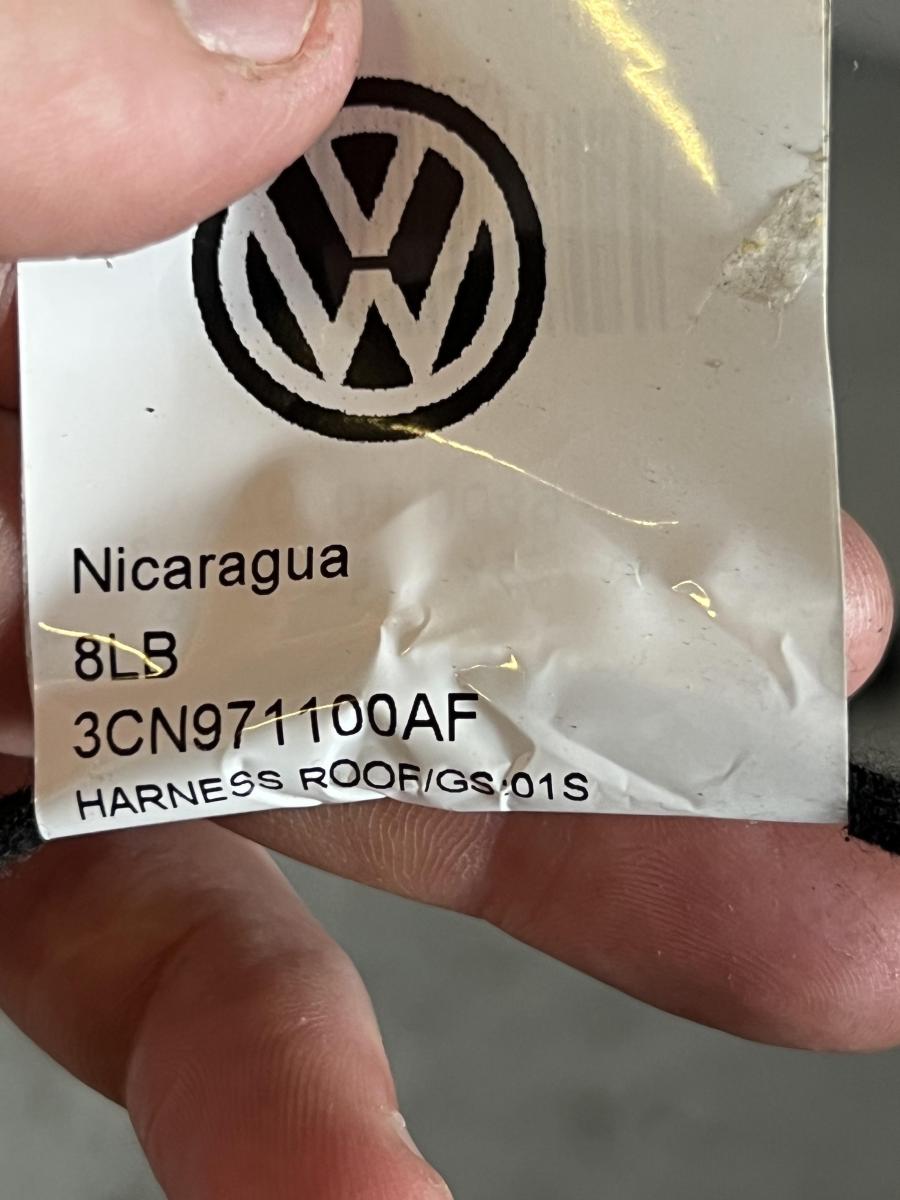 Nicaragua
8LB
3CN971100AF
HARNESS ROOF/GS:01S